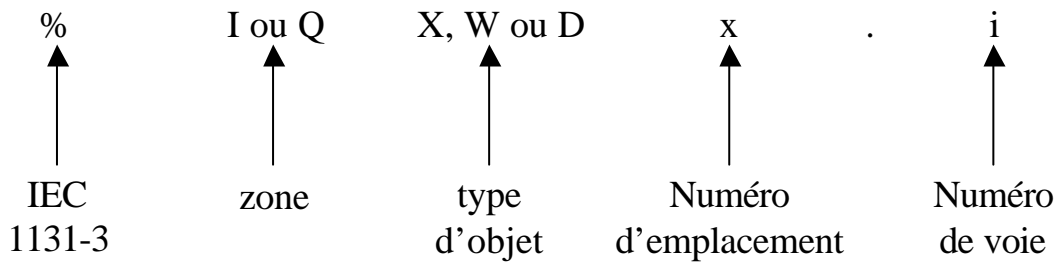 % I ou Q X, W ou D x . i
IEC zone type Numéro Numéro
1131-3 d’objet d’emplacement de voie